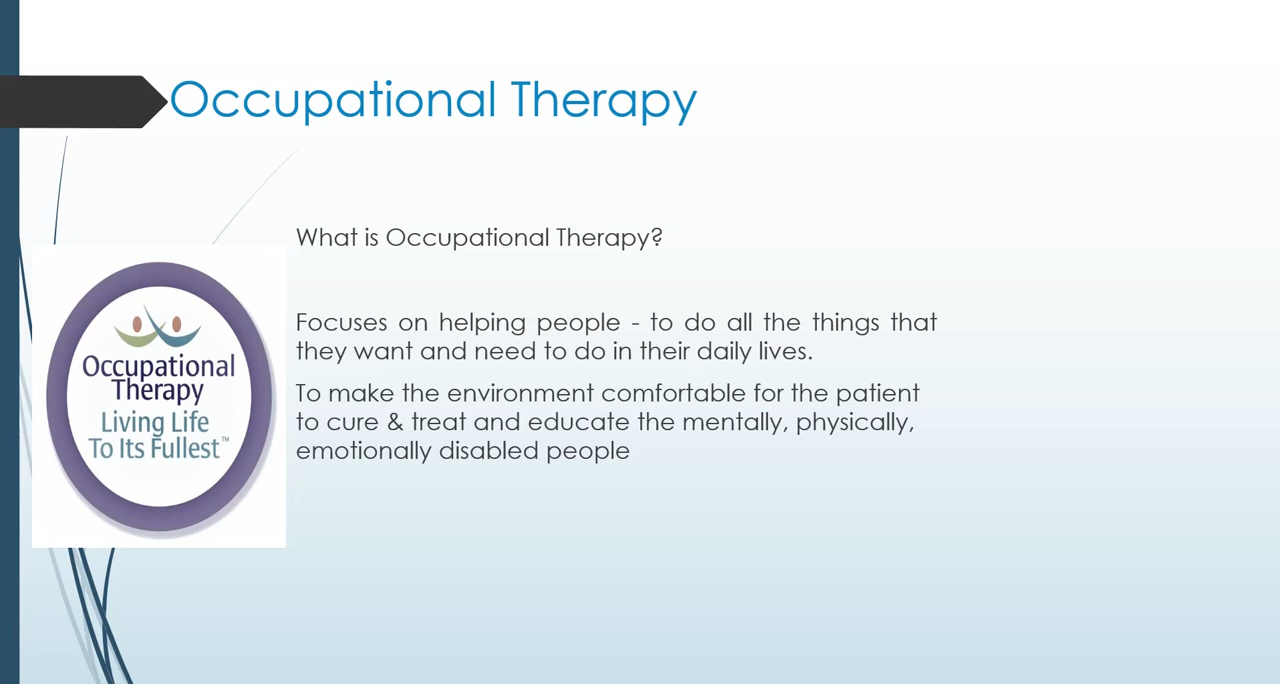 Occupational Therapy
What is Occupational Therapy?
Focuses on helping people - to do all the things that
they want and need to do in their daily lives.
To make the environment comfortable for the patient
to cure & treat and educate the mentally, physically,
emotionally disabled people
Occupational
Therapy
Living Life
To Its Fullest™